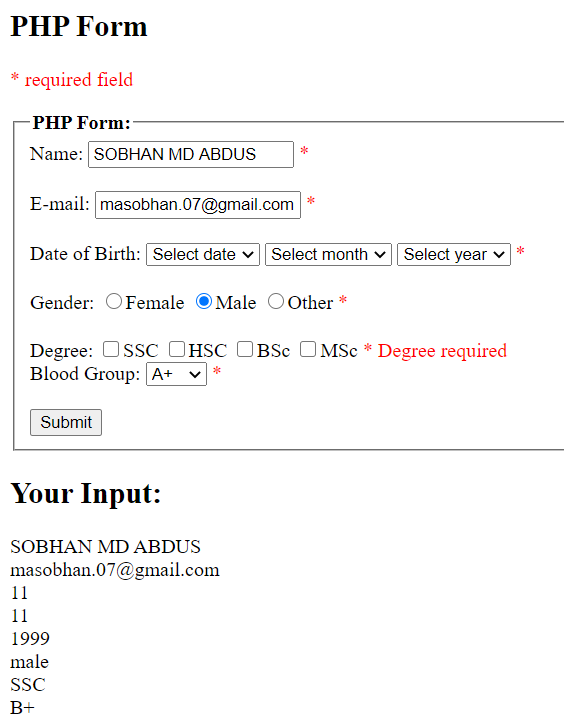 PHP Form
* required field
PHP Form:
Name: SOBHAN MD ABDUS *
E-mail: masobhan.07@gmail.com *
Date of Birth: Select date Select month Select year *
Gender: Female Male Other *
Degree: SSC HSC BSc MSc * Degree required
Blood Group: A+ *
Submit
Your Input:
SOBHAN MD ABDUS
masobhan.07@gmail.com
11
11
1999
male
SSC
B+